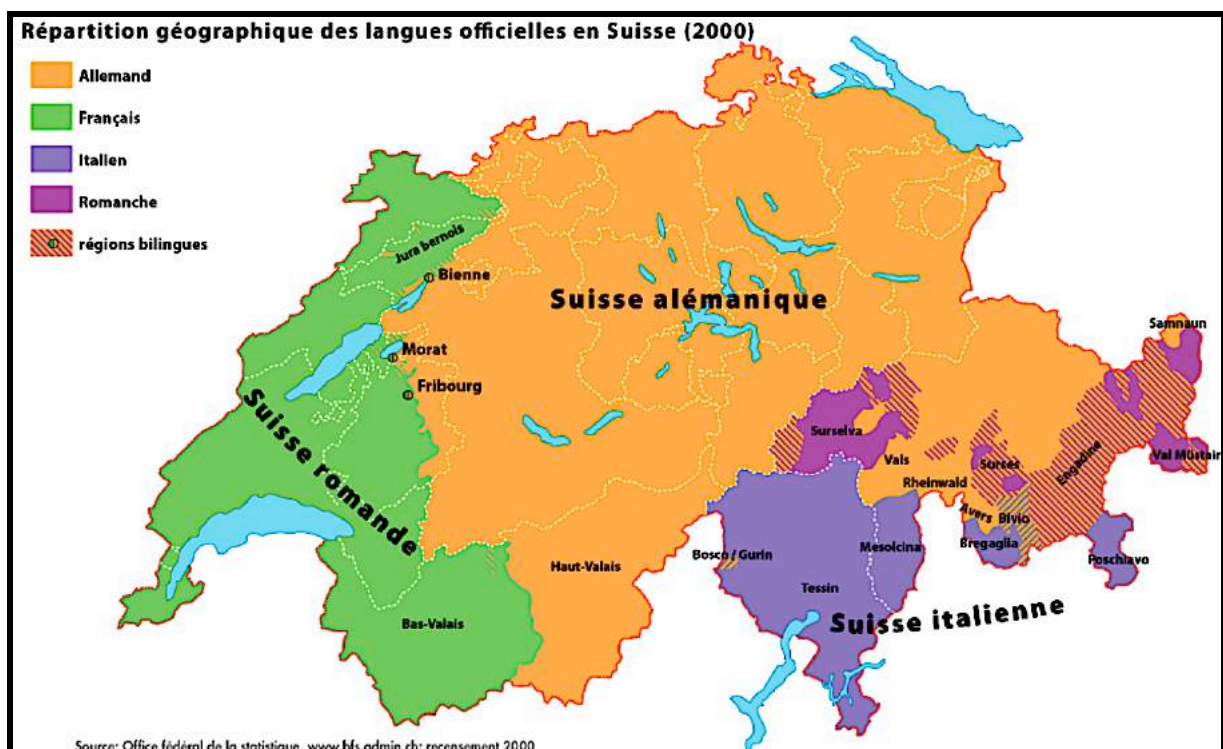 Répartition géographique des langues officielles en Suisse (2000)
Allemand
Français
Italien
Romanche
régions bilingues
Jura bernois
Bienne
Suisse alémanique
Samnaun
Morat
Fribourg
Suisse romande
Surselva
Vals
Surses
Engadine
Val Müstair
Rheinwald
Avers
Bivio
Bregaglia
Poschiavo
Bosco / Gurin
Mesolcina
Haut-Valais
Tessin
Bas-Valais
Suisse italienne
Source: Office fédéral de la statistique, www.bfs.admin.ch; recensement 2000